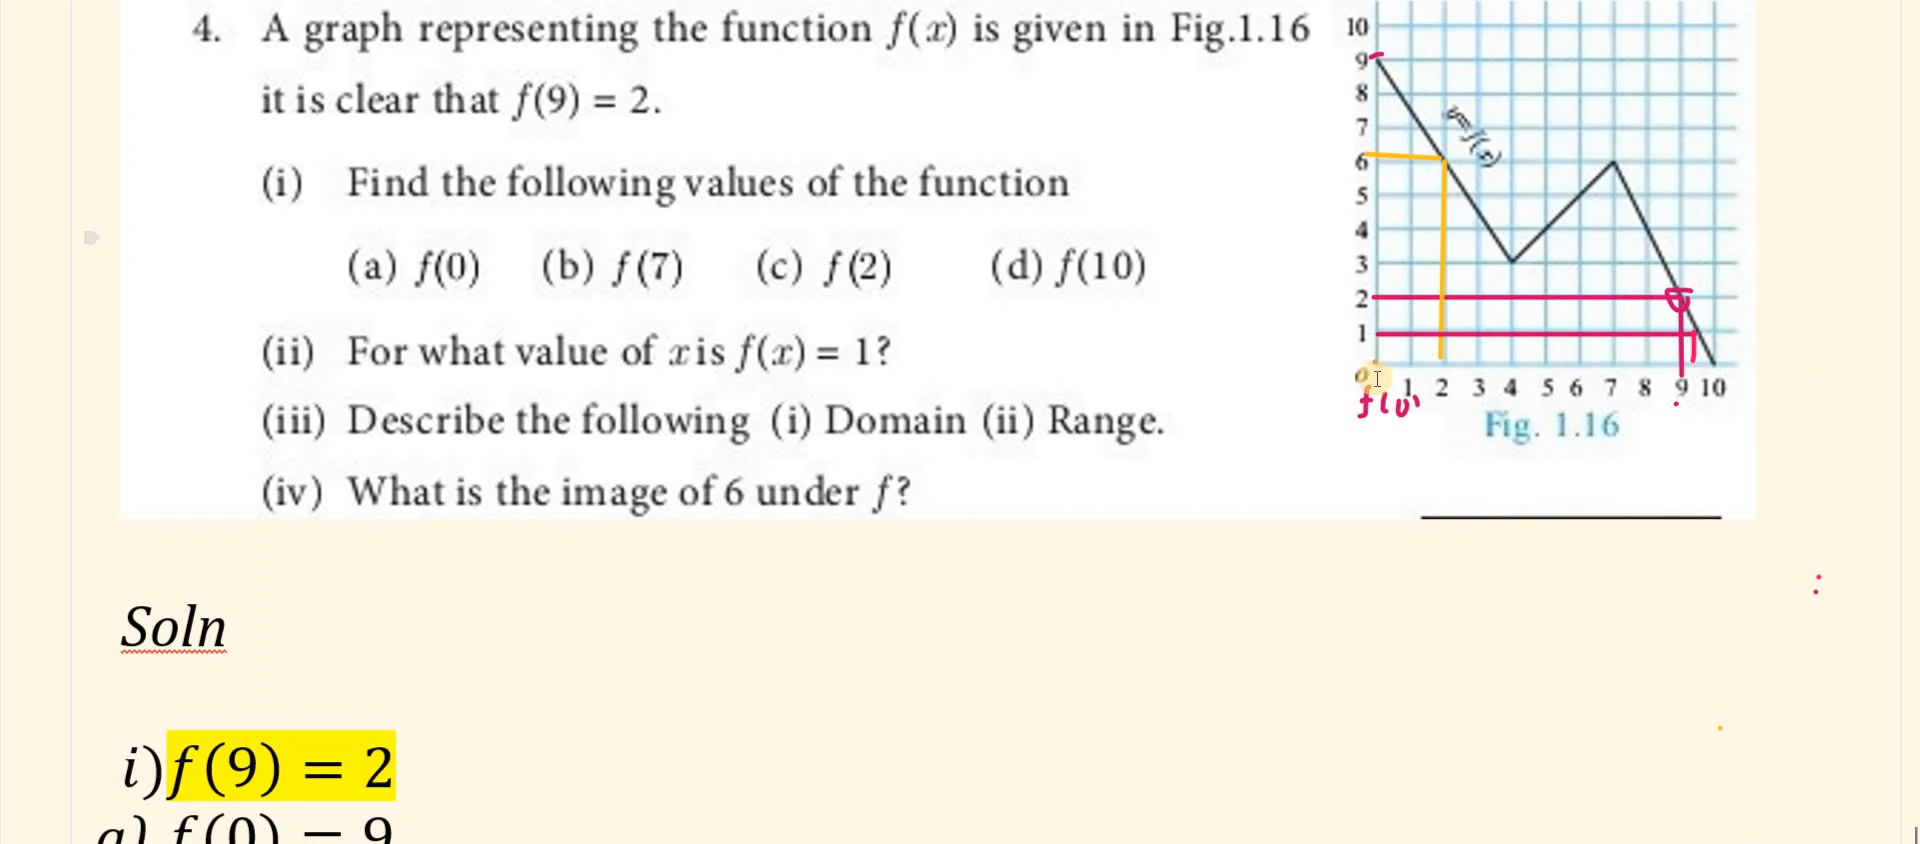 4. A graph representing the function f(x) is given in Fig.1.16
it is clear that f(9) = 2.
(i) Find the following values of the function
(a) f(0) (b) f(7) (c) f(2) (d) f(10)
(ii) For what value of x is f(x) = 1?
(iii) Describe the following (i) Domain (ii) Range.
(iv) What is the image of 6 under f?
10
9
8
7
6
5
4
3
2
1
0 1 2 3 4 5 6 7 8 9 10
y=f(x)
Fig. 1.16
Soln
i)f(9) = 2
a) f(0) = 9